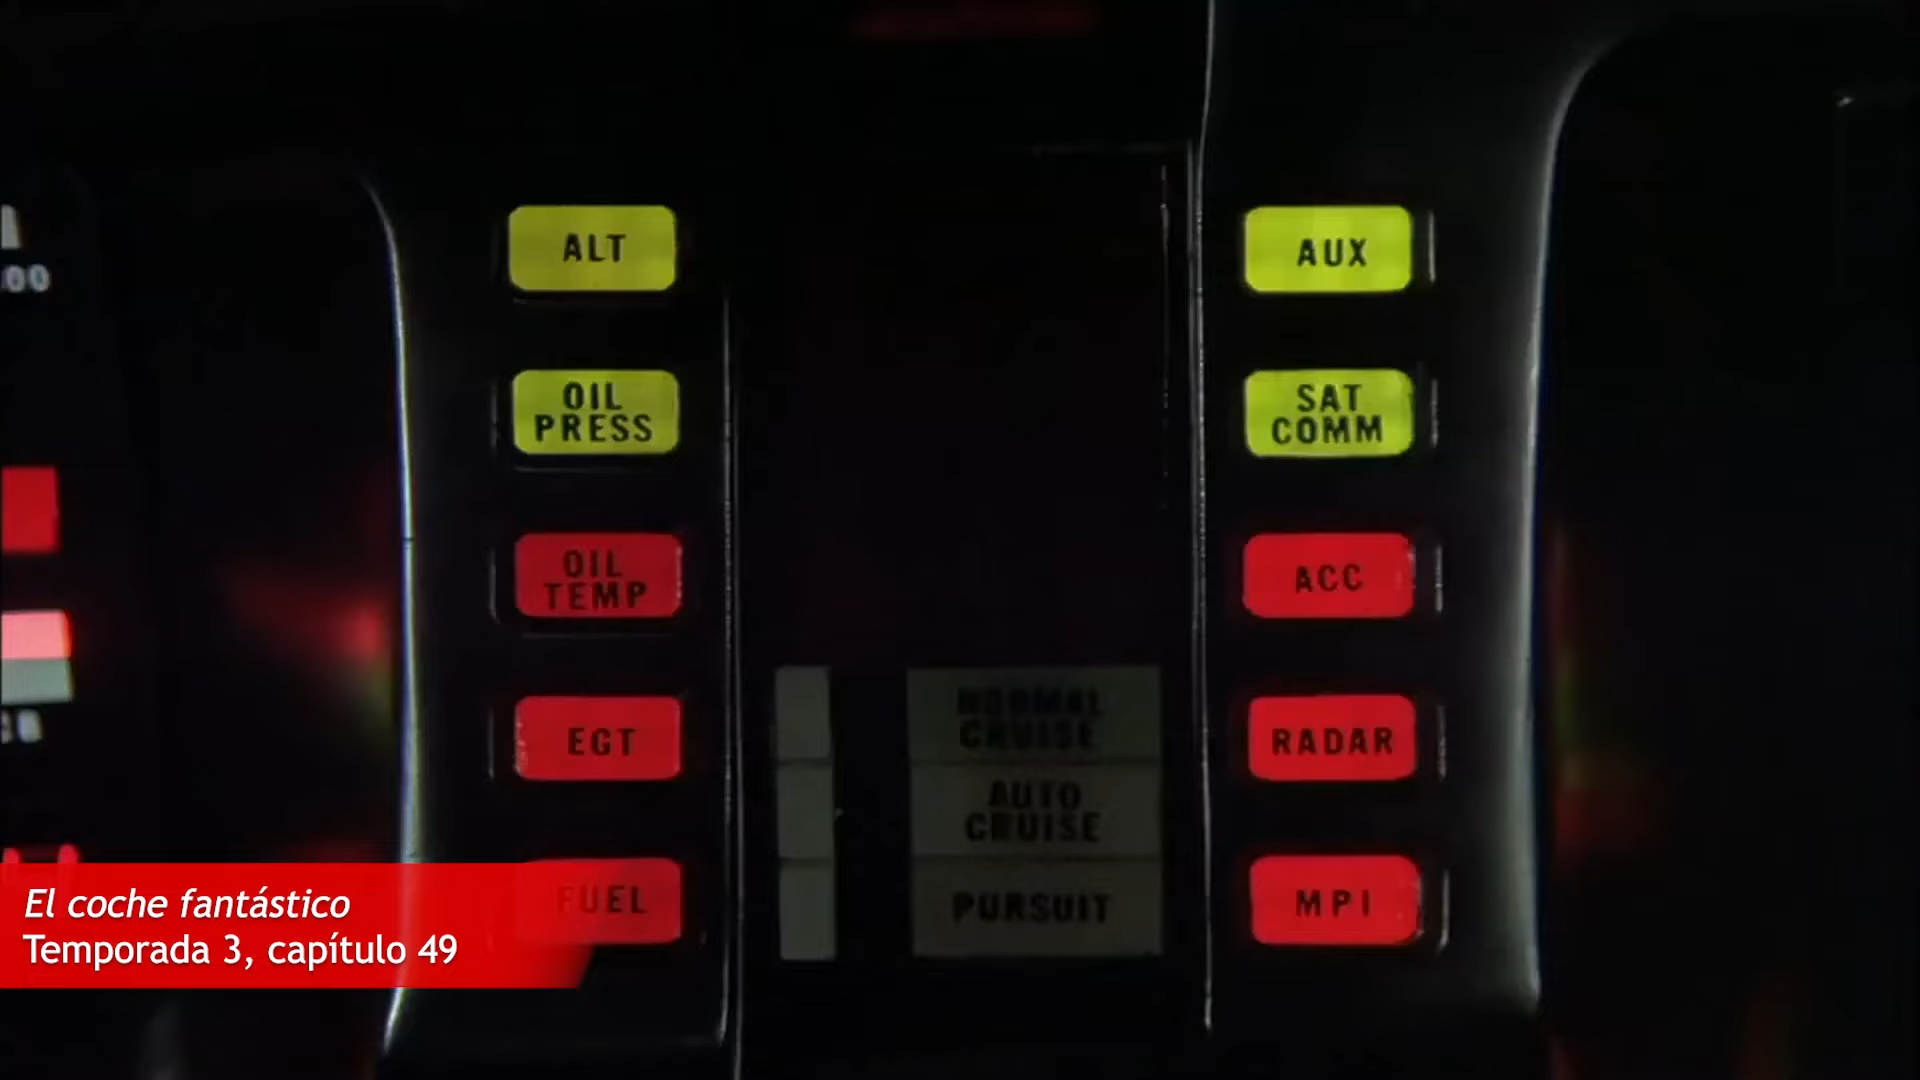 00
ALT
OIL
PRESS
OIL
TEMP
EGT
FUEL
NORMAL
CRUISE
AUTO
CRUISE
PURSUIT
AUX
SAT
COMM
ACC
RADAR
MPI
El coche fantástico
Temporada 3, capítulo 49